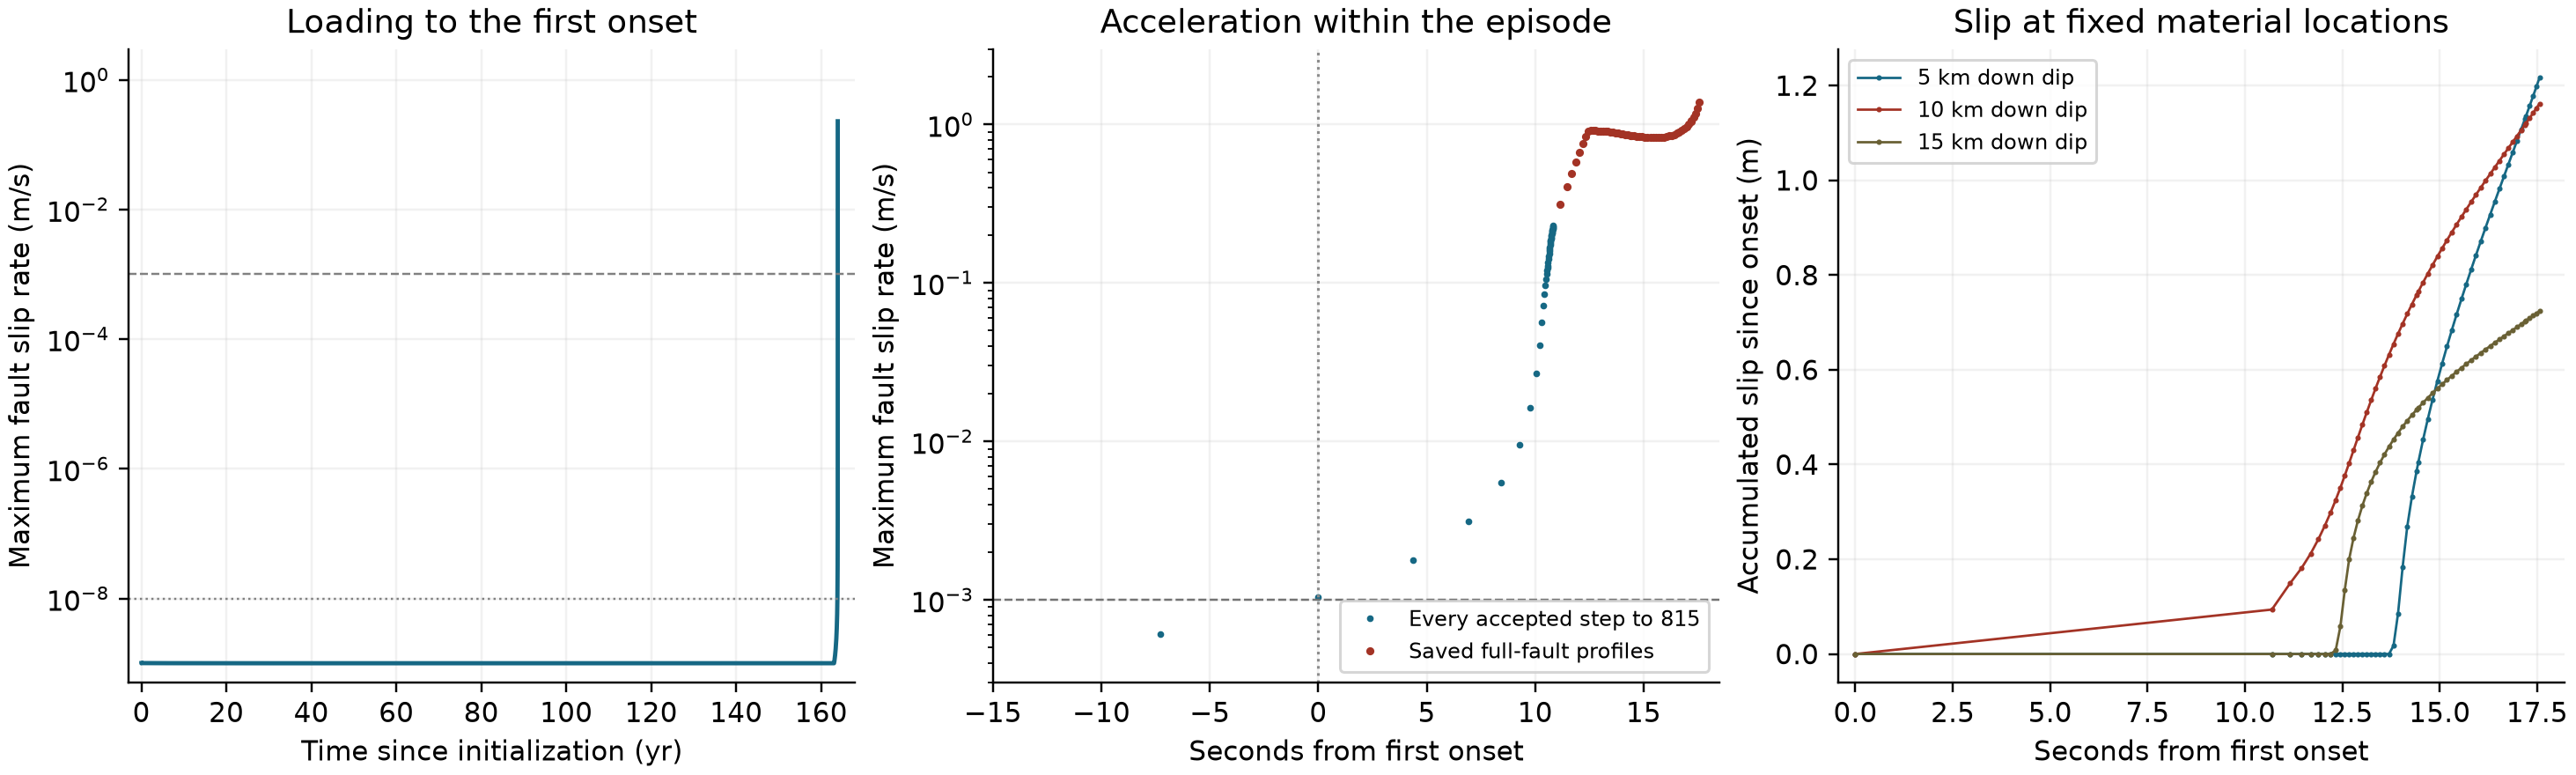 Loading to the first onset
Maximum fault slip rate (m/s)
10⁰
10⁻²
10⁻⁴
10⁻⁶
10⁻⁸
0 20 40 60 80 100 120 140 160
Time since initialization (yr)
Acceleration within the episode
Maximum fault slip rate (m/s)
10⁰
10⁻¹
10⁻²
10⁻³
Every accepted step to 815
Saved full-fault profiles
−15 −10 −5 0 5 10 15
Seconds from first onset
Slip at fixed material locations
Accumulated slip since onset (m)
5 km down dip
10 km down dip
15 km down dip
1.2
1.0
0.8
0.6
0.4
0.2
0.0
0.0 2.5 5.0 7.5 10.0 12.5 15.0 17.5
Seconds from first onset